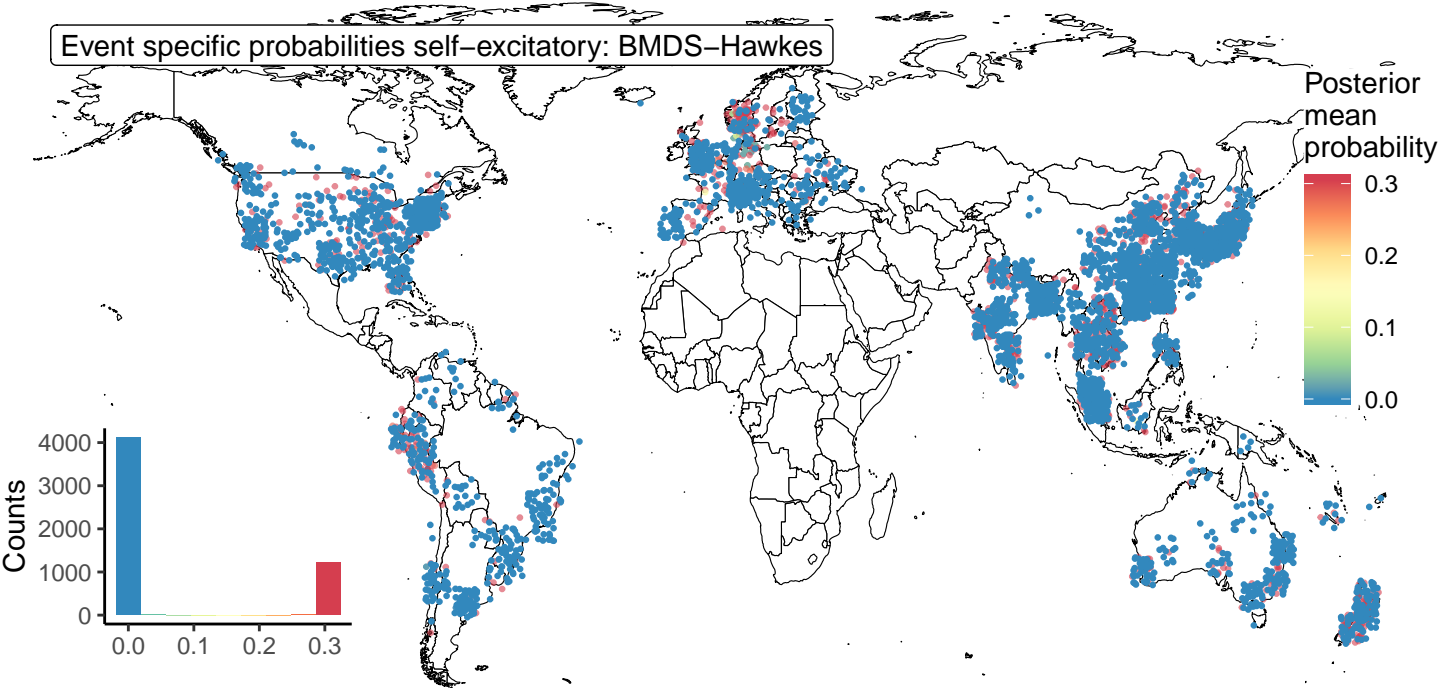 Event specific probabilities self−excitatory: BMDS−Hawkes
Posterior
mean
probability
0.3
0.2
0.1
0.0
Counts
4000
3000
2000
1000
0
0.0 0.1 0.2 0.3